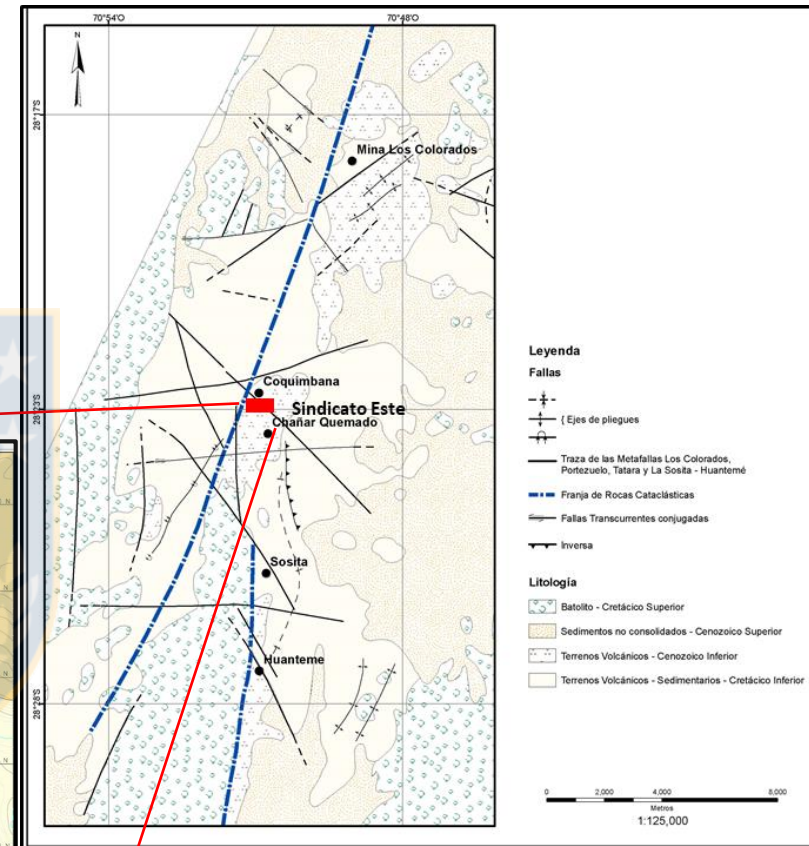 70°54'O
70°48'O
N
28°17'S
Mina Los Colorados
Coquimbana
Sindicato Este
28°23'S
Chañar Quemado
Sosita
Huanteme
28°28'S
Leyenda
Fallas
{ Ejes de pliegues
Traza de las Metafallas Los Colorados,
Portezuelo, Tatara y La Sosita - Huantemé
Franja de Rocas Cataclásticas
Fallas Transcurrentes conjugadas
Inversa
Litología
Batolito - Cretácico Superior
Sedimentos no consolidados - Cenozoico Superior
Terrenos Volcánicos - Cenozoico Inferior
Terrenos Volcánicos - Sedimentarios - Cretácico Inferior
0 2,000 4,000 8,000
Metros
1:125,000